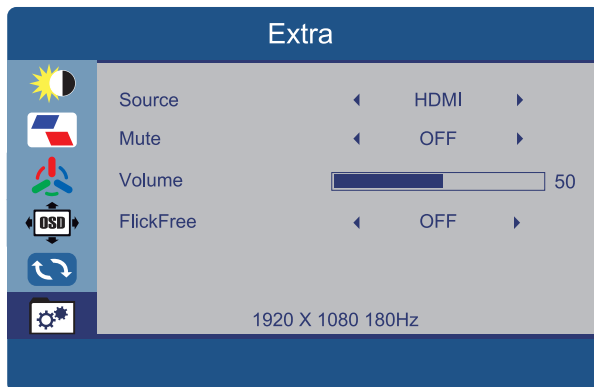 Extra
Source HDMI
Mute OFF
Volume 50
OSD
FlickFree OFF
1920 X 1080 180Hz